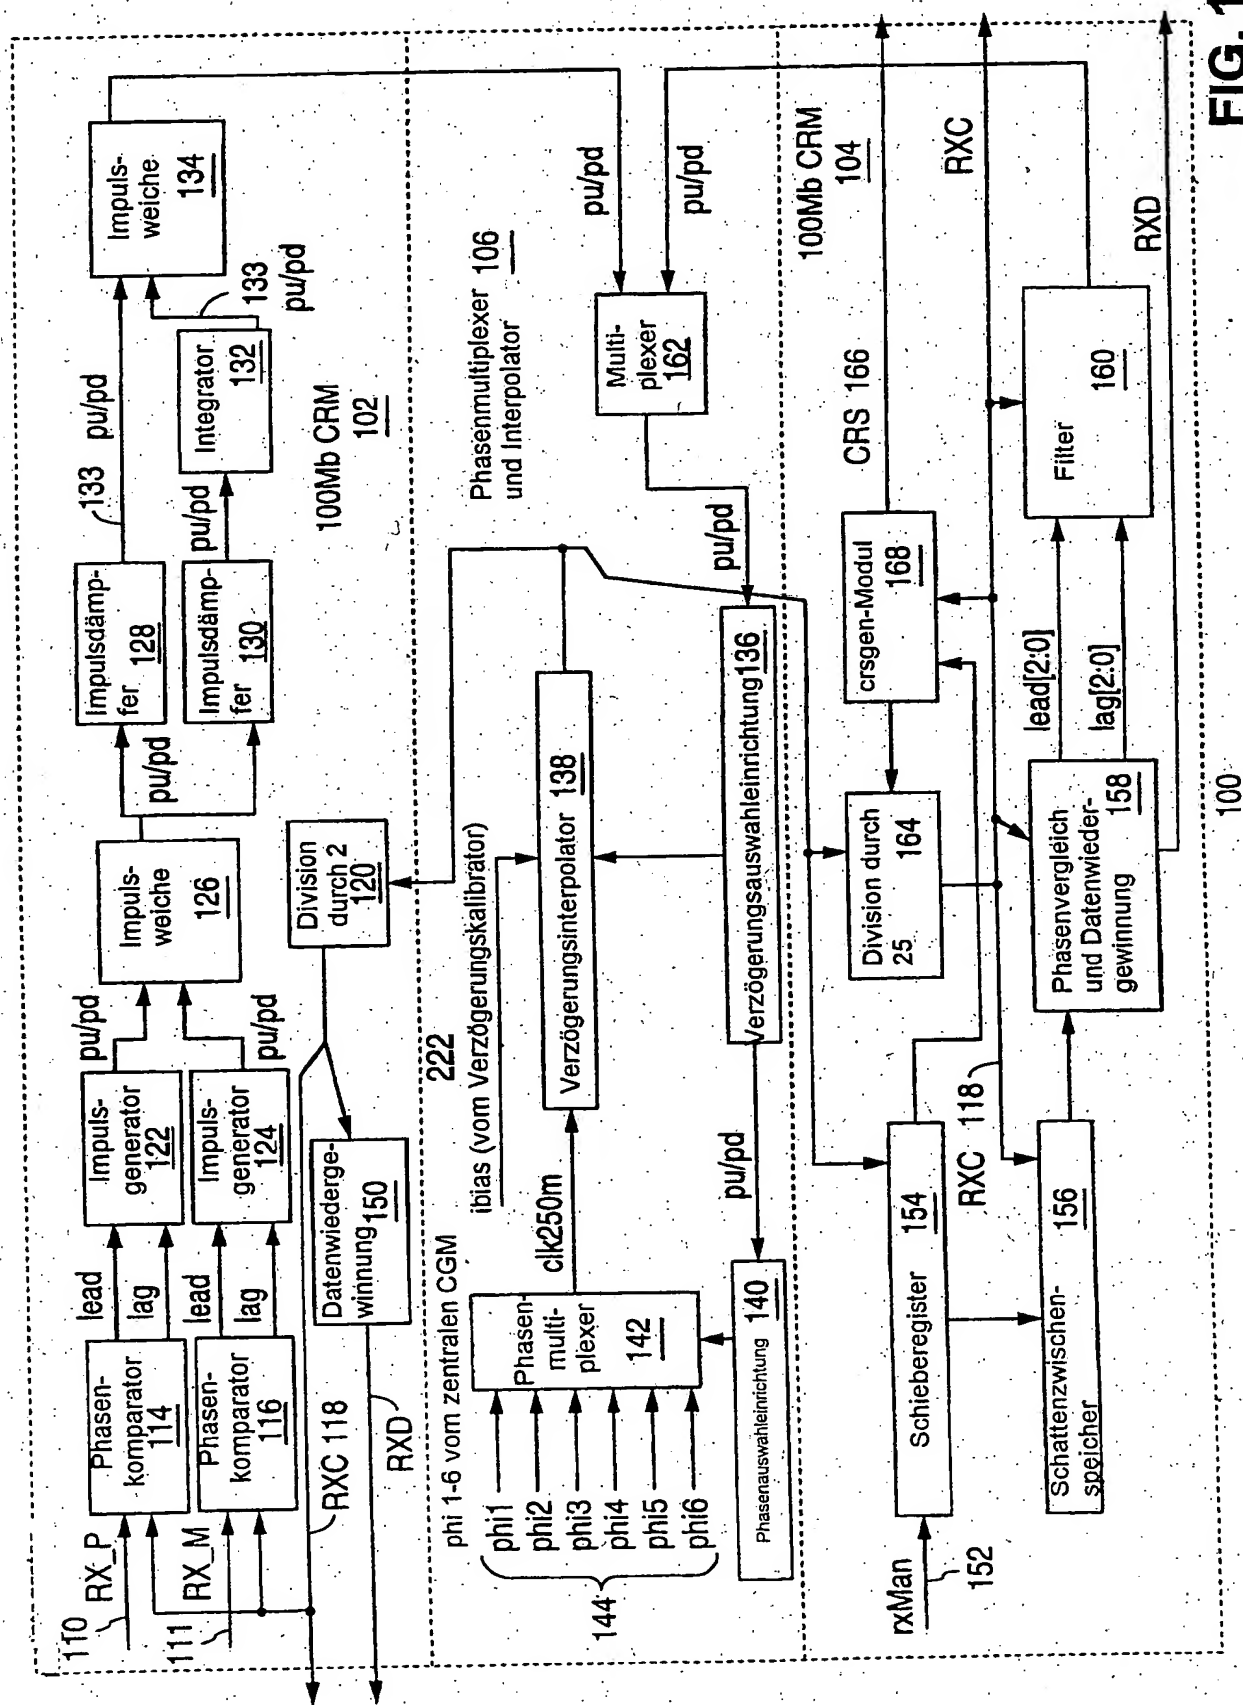 FIG. 1
110
RX_P
111
RX_M
Phasen-
komparator
114
Phasen-
komparator
116
lead
lag
lead
lag
Impuls-
generator
122
Impuls-
generator
124
pu/pd
pu/pd
Impuls-
weiche
126
pu/pd
Impulsdämp-
fer 128
Impulsdämp-
fer 130
133
pu/pd
pu/pd
Integrator
132
133
pu/pd
Impuls-
weiche
134
RXC 118
RXD
Datenwiederge-
winnung 150
Division
durch 2
120
100Mb CRM
102
phi 1-6 vom zentralen CGM
222
ibias (vom Verzögerungskalibrator)
Phasenmultiplexer 106
und Interpolator
144
phi1
phi2
phi3
phi4
phi5
phi6
Phasen-
multi-
plexer
142
clk250m
Verzögerungsinterpolator 138
Multi-
plexer
162
pu/pd
pu/pd
pu/pd
Phasenauswahleinrichtung 140
pu/pd
Verzögerungsauswahleinrichtung 136
100Mb CRM
104
rxMan
152
Schieberegister 154
Schattenzwischen-
speicher
156
RXC 118
Division durch
25
164
crsgen-Modul
168
CRS 166
RXC
Phasenvergleich
und Datenwieder-
gewinnung
158
lead[2:0]
lag[2:0]
Filter
160
RXD
100